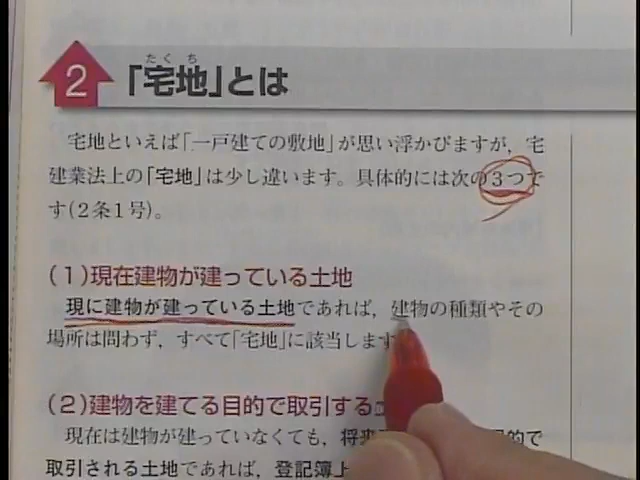 たくち
2 「宅地」とは
宅地といえば「一戸建ての敷地」が思い浮かびますが、宅
建業法上の「宅地」は少し違います。具体的には次の3つで
す(2条1号)。
(1)現在建物が建っている土地
現に建物が建っている土地であれば、建物の種類やその
場所は問わず、すべて「宅地」に該当します
(2)建物を建てる目的で取引する
現在は建物が建っていなくても、将来 的で
取引される土地であれば、登記簿上